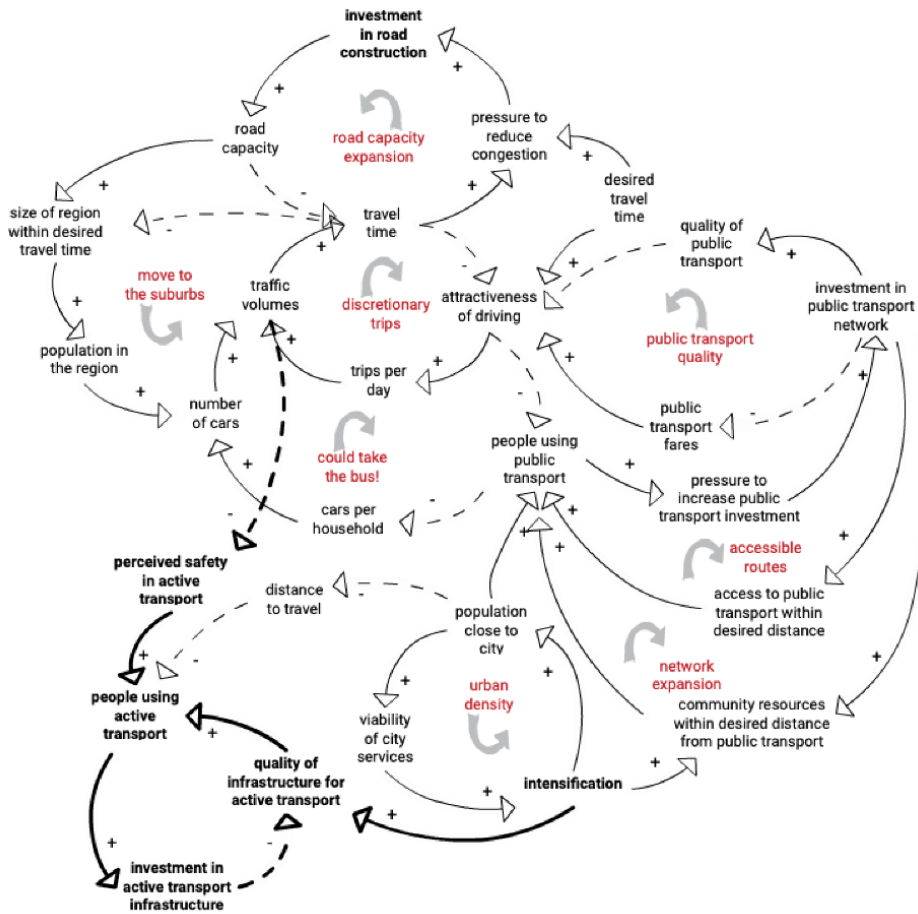 investment
in road
construction
+
+
road
capacity
road capacity
expansion
pressure to
reduce
congestion
+
desired
travel
time
+
-
+
size of region
within desired
travel time
-
travel
time
quality of
public
transport
+
+
-
+
move to
the suburbs
traffic
volumes
discretionary
trips
attractiveness
of driving
investment in
public transport
network
+
population in
the region
+
+
+
+
public transport
quality
trips per
day
-
+
-
+
number
of cars
public
transport
fares
people using
public
transport
could take
the bus!
+
+
pressure to
increase public
transport investment
-
-
cars per
household
+
+
+
+
accessible
routes
perceived safety
in active
transport
distance
to travel
-
population
close to
city
access to public
transport within
desired distance
+
-
+
+
+
network
expansion
urban
density
people using
active
transport
+
viability
of city
services
community resources
within desired distance
from public transport
quality of
infrastructure for
active transport
+
intensification
+
+
+
-
investment in
active transport
infrastructure